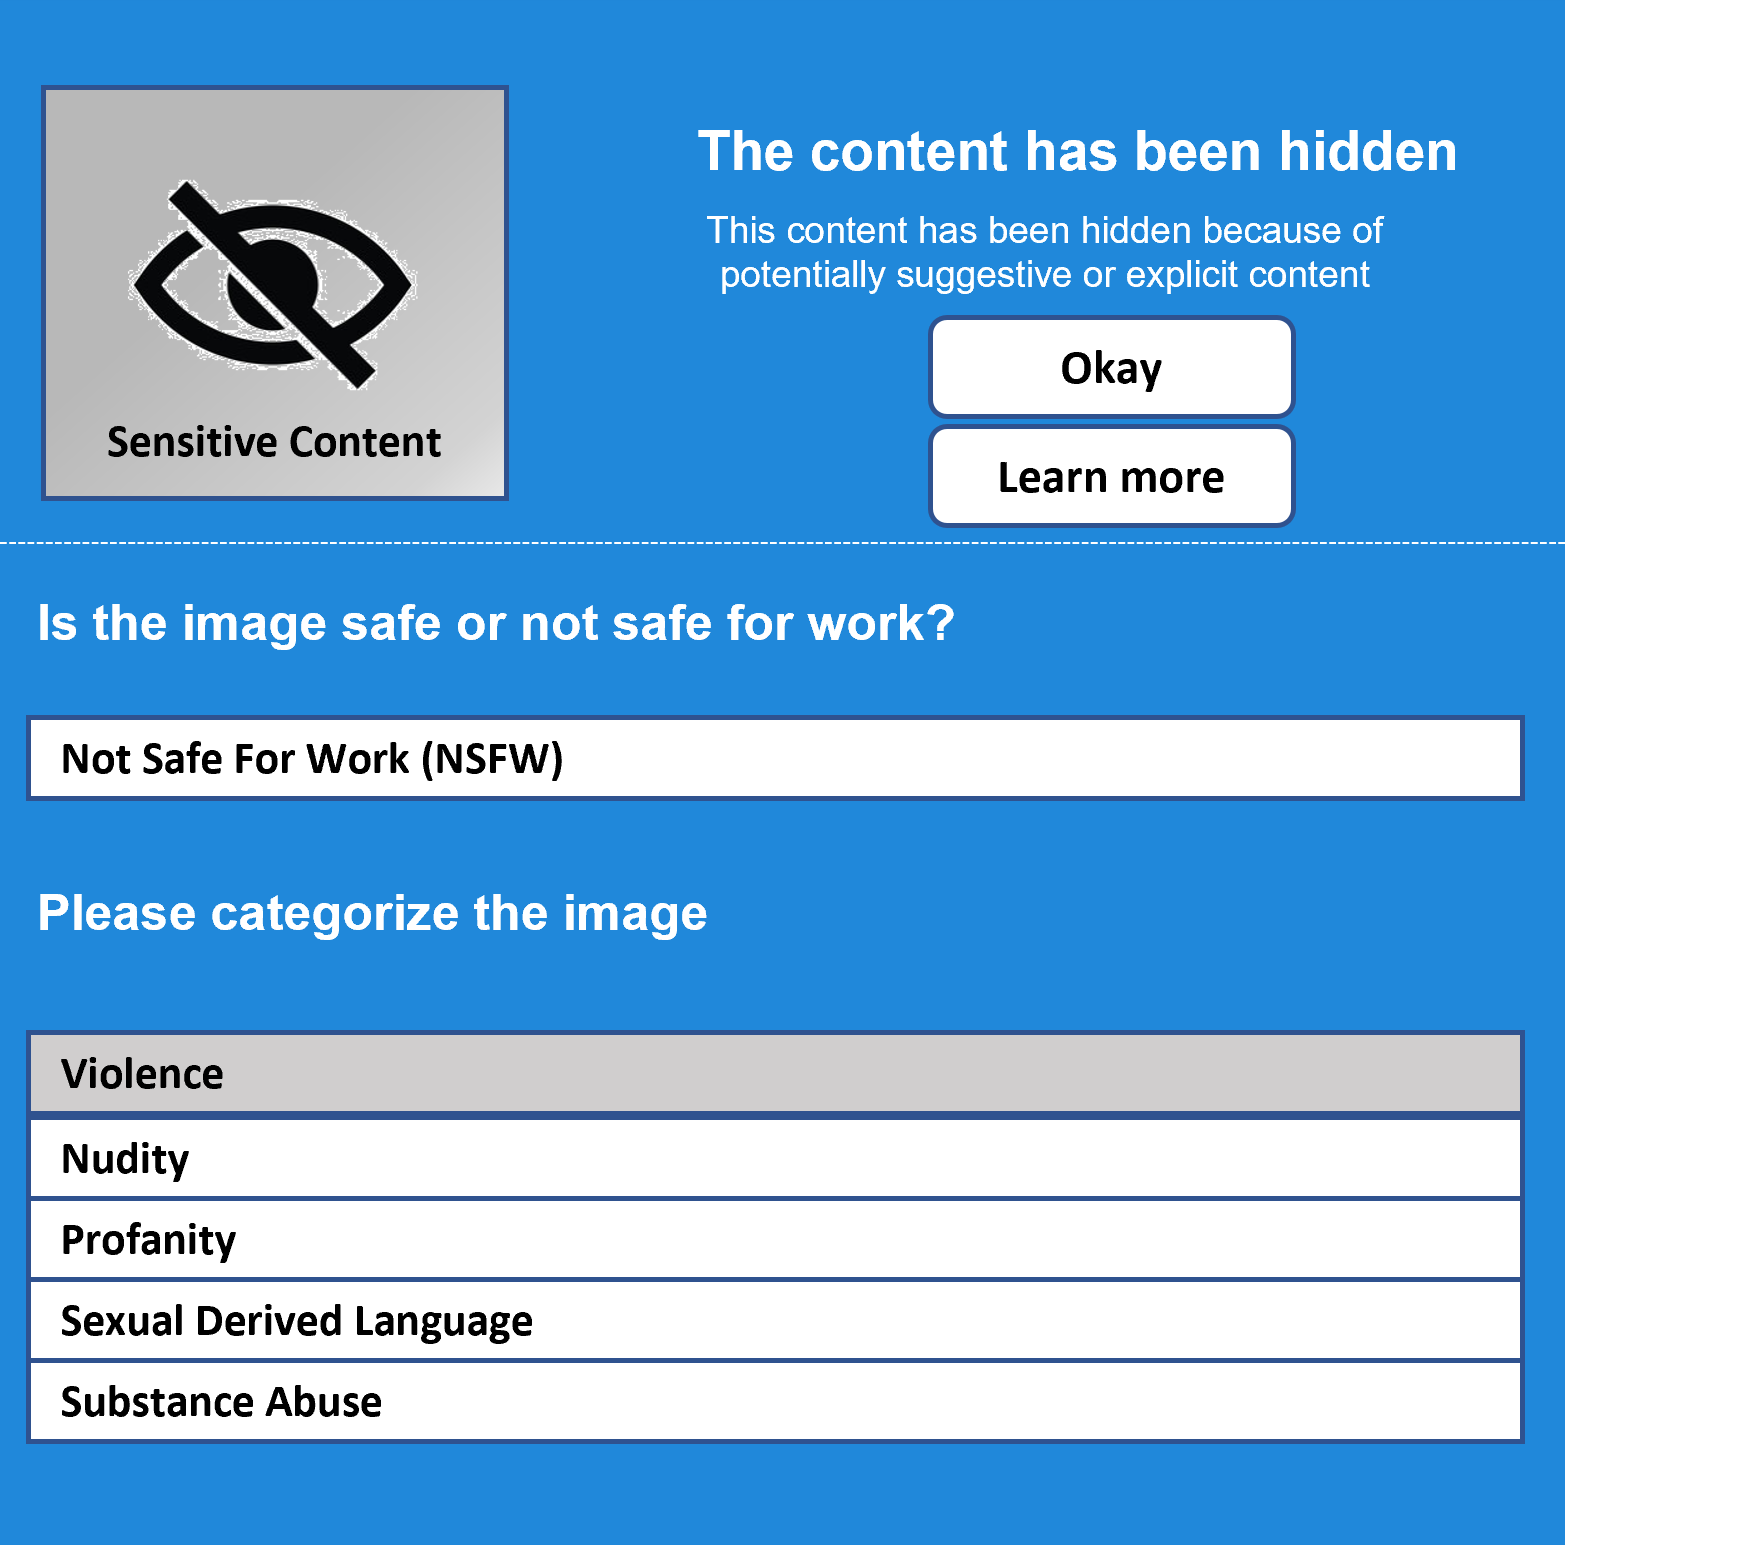 Sensitive Content
The content has been hidden
This content has been hidden because of
potentially suggestive or explicit content
Okay
Learn more
Is the image safe or not safe for work?
Not Safe For Work (NSFW)
Please categorize the image
Violence
Nudity
Profanity
Sexual Derived Language
Substance Abuse